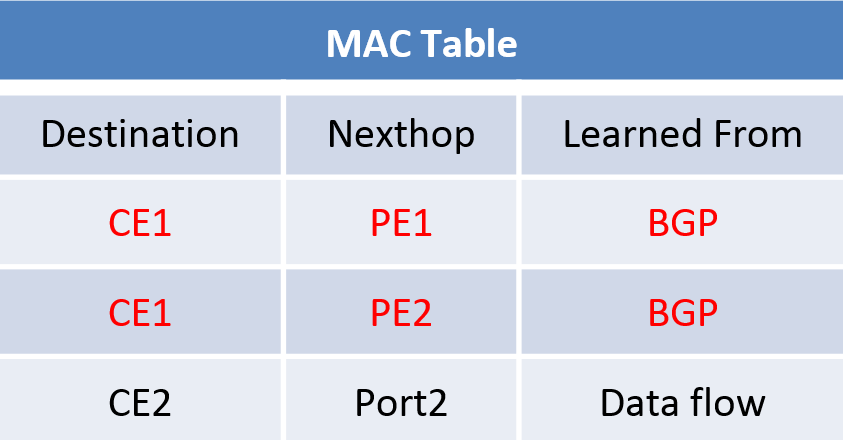 MAC Table
Destination Nexthop Learned From
CE1 PE1 BGP
CE1 PE2 BGP
CE2 Port2 Data flow